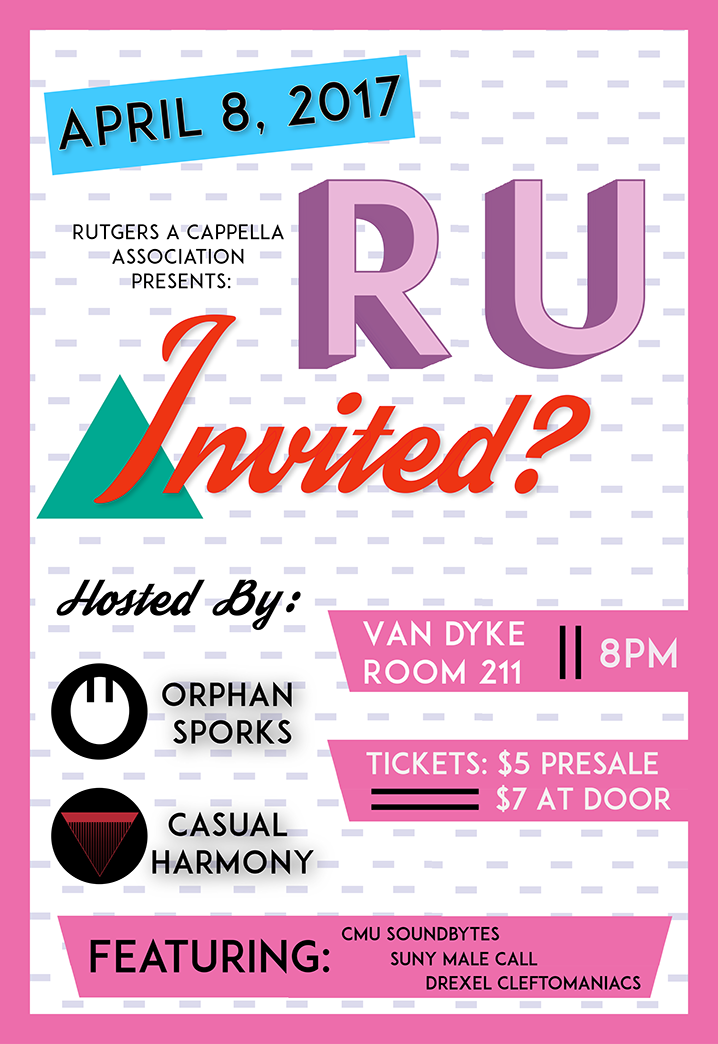 APRIL 8, 2017
RUTGERS A CAPPELLA
ASSOCIATION
PRESENTS:
RU
Invited?
Hosted By:
ORPHAN
SPORKS
CASUAL
HARMONY
VAN DYKE
ROOM 211
8PM
TICKETS: $5 PRESALE
$7 AT DOOR
FEATURING:
CMU SOUNDBYTES
SUNY MALE CALL
DREXEL CLEFTOMANIACS